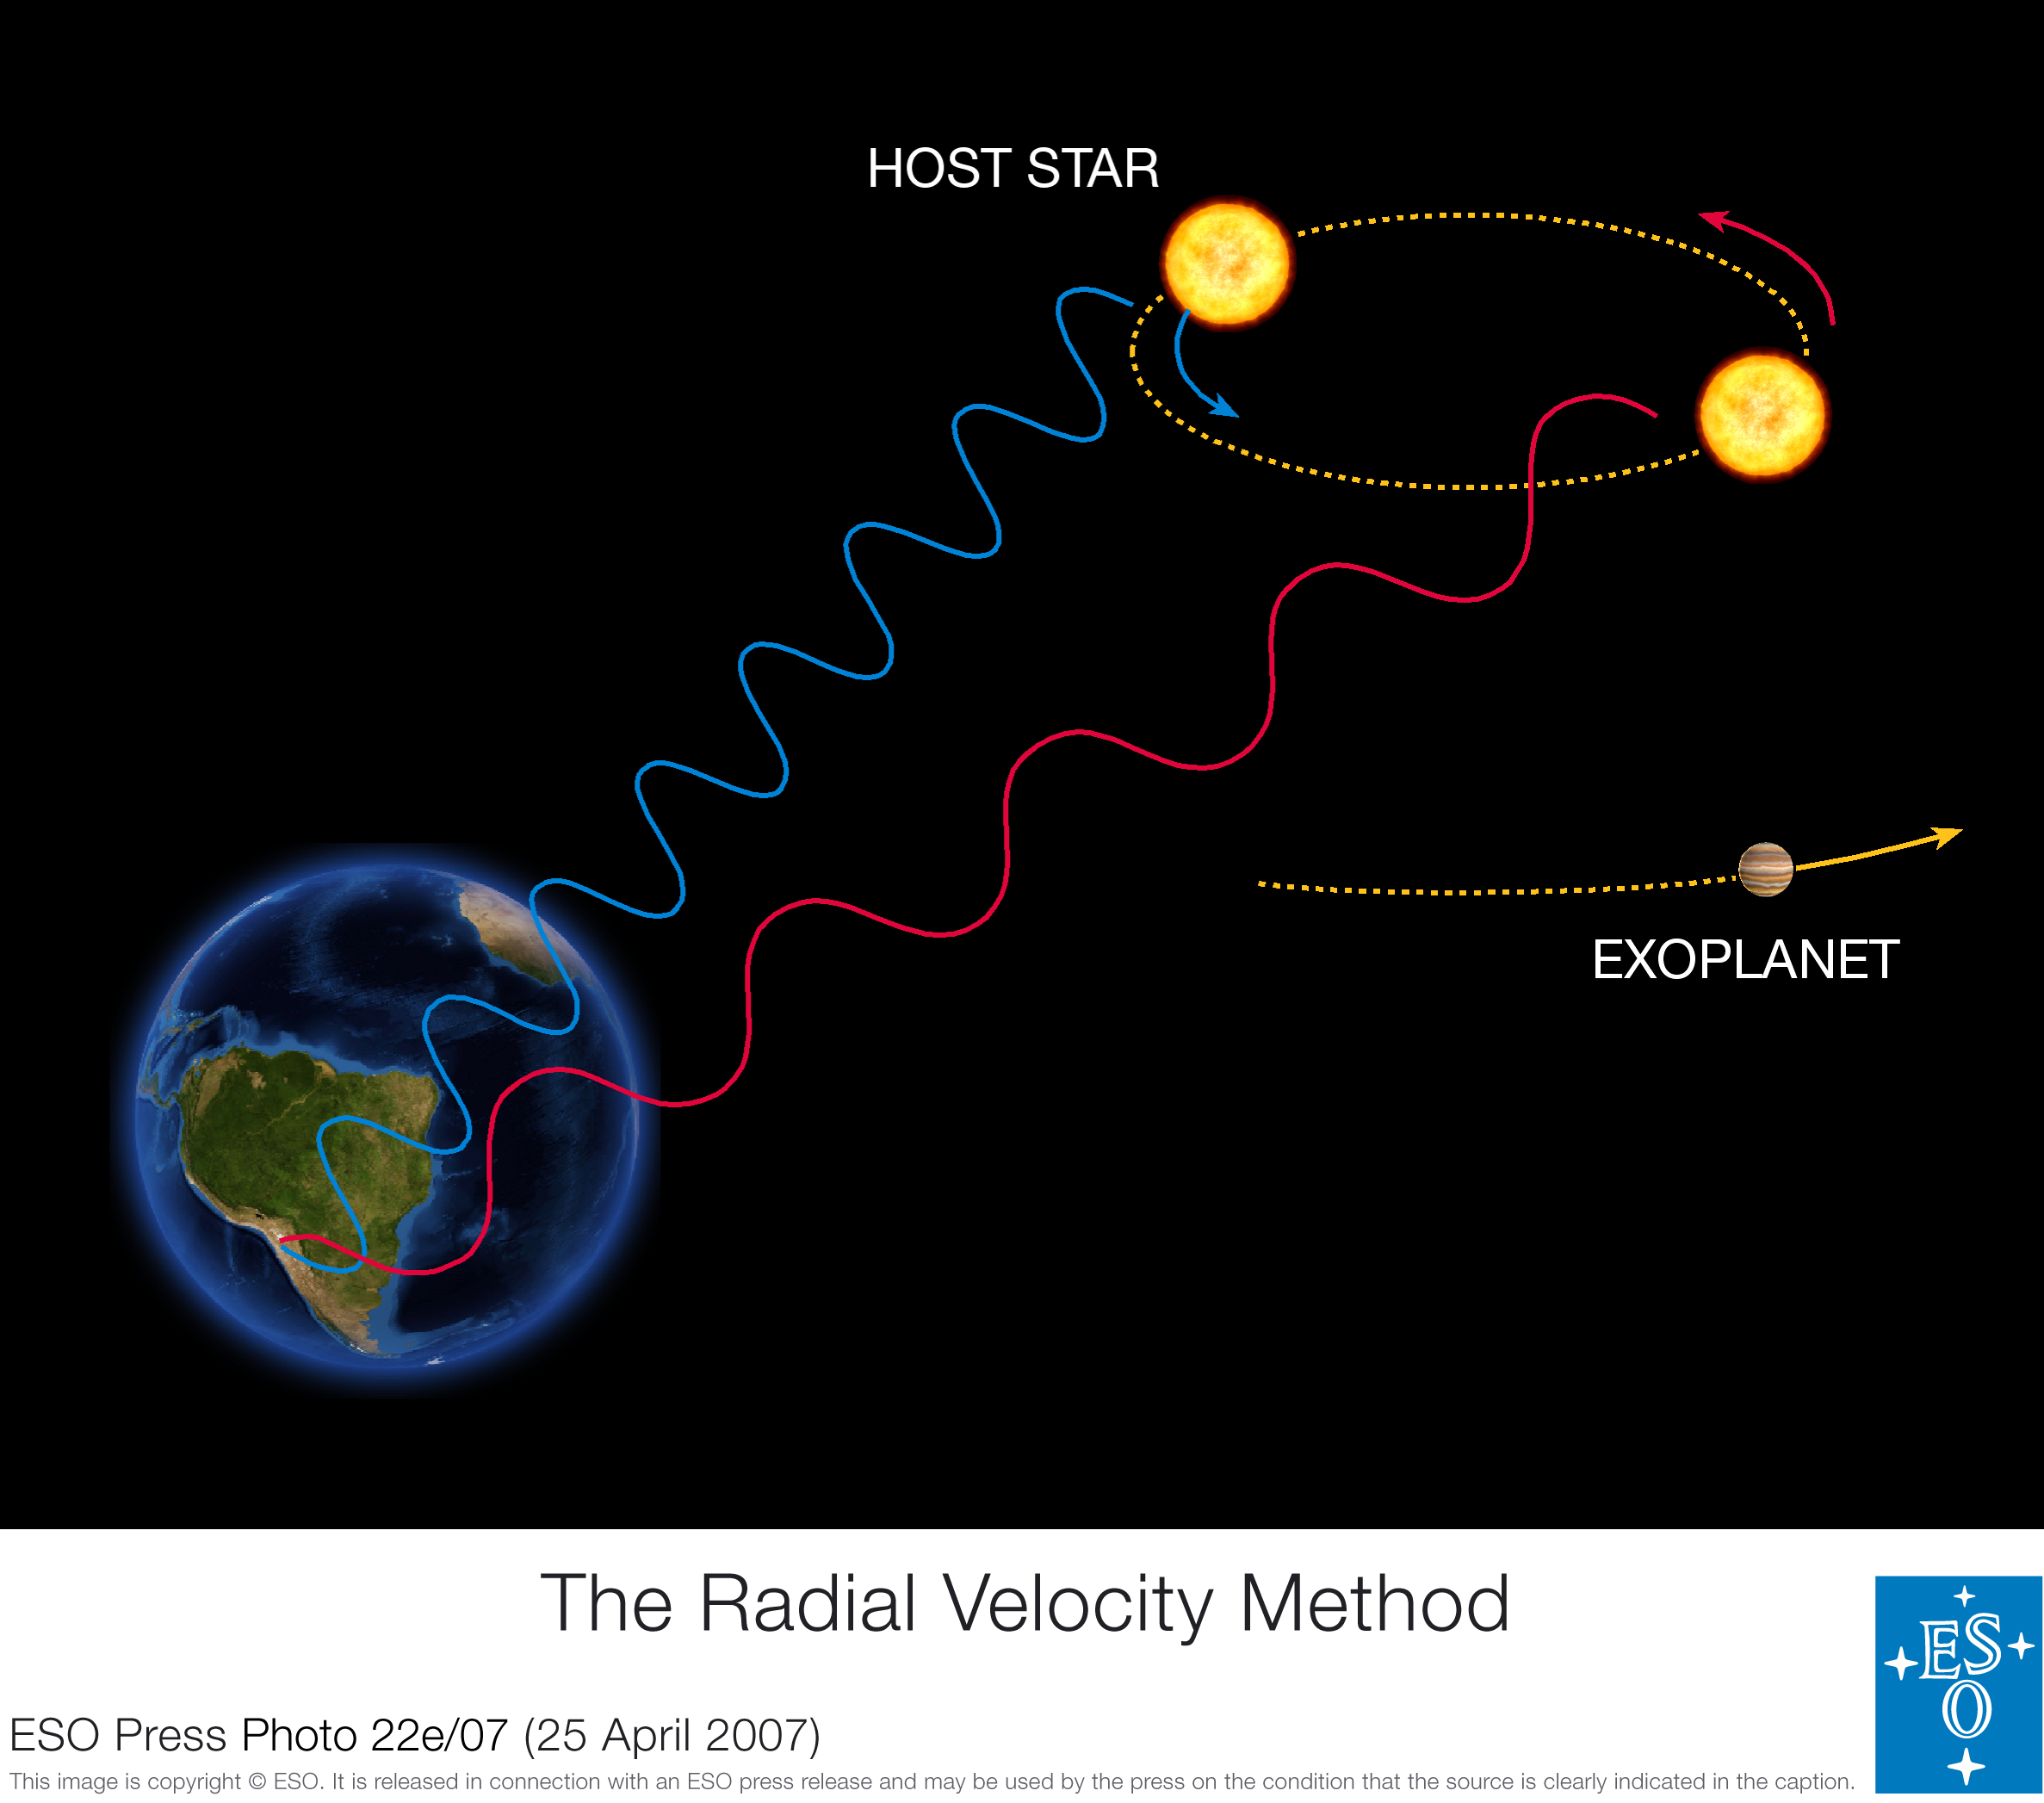 HOST STAR
EXOPLANET
The Radial Velocity Method
ESO Press Photo 22e/07 (25 April 2007)
This image is copyright © ESO. It is released in connection with an ESO press release and may be used by the press on the condition that the source is clearly indicated in the caption.
ES
O